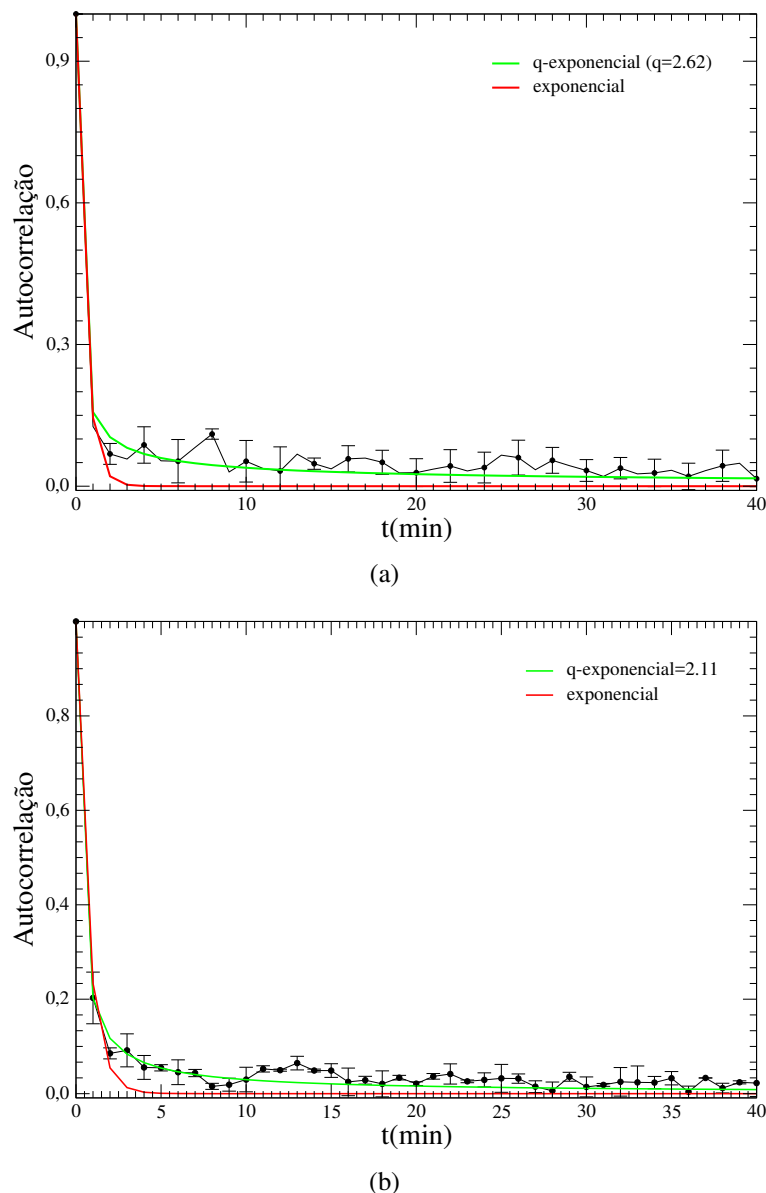 0,9
q-exponencial (q=2.62)
exponencial
Autocorrelação
0,3
0,0
0 10 20 30 40
t(min)
(a)
q-exponencial=2.11
exponencial
0,8
0,6
Autocorrelação
0,4
0,2
0,0
0 5 10 15 20 25 30 35 40
t(min)
(b)